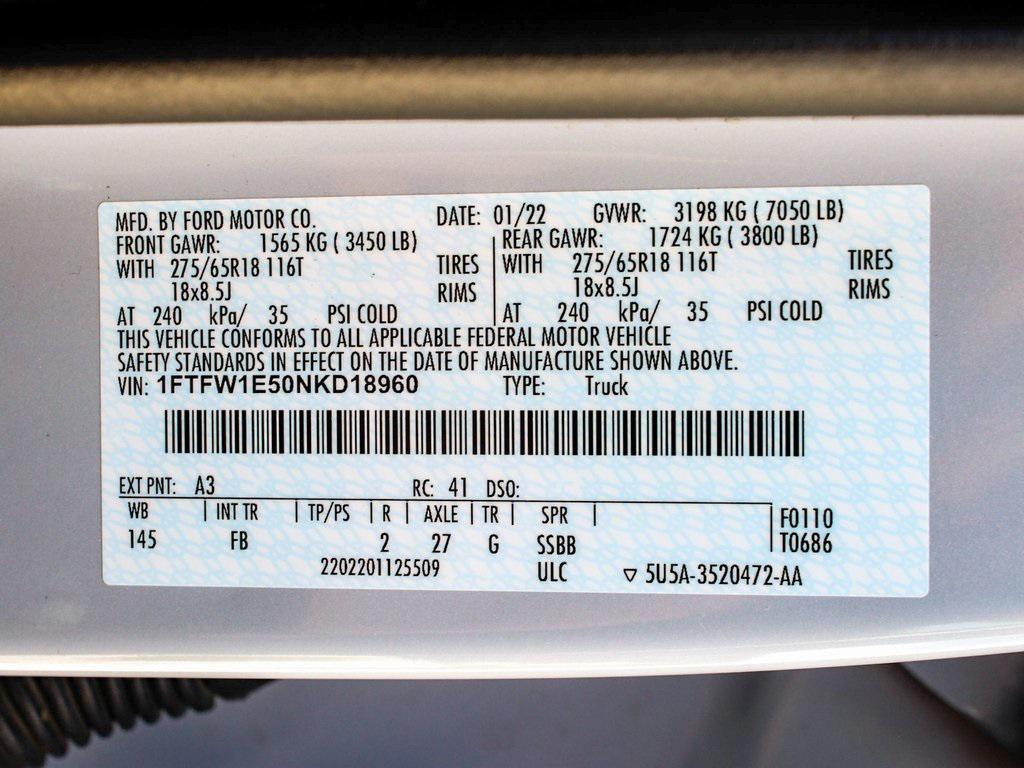 MFD. BY FORD MOTOR CO. DATE: 01/22 GVWR: 3198 KG ( 7050 LB)
FRONT GAWR: 1565 KG ( 3450 LB) REAR GAWR: 1724 KG ( 3800 LB)
WITH 275/65R18 116T TIRES WITH 275/65R18 116T TIRES
18x8.5J RIMS 18x8.5J RIMS
AT 240 kPa/ 35 PSI COLD AT 240 kPa/ 35 PSI COLD
THIS VEHICLE CONFORMS TO ALL APPLICABLE FEDERAL MOTOR VEHICLE
SAFETY STANDARDS IN EFFECT ON THE DATE OF MANUFACTURE SHOWN ABOVE.
VIN: 1FTFW1E50NKD18960 TYPE: Truck
EXT PNT: A3 RC: 41 DSO:
WB INT TR TP/PS R AXLE TR SPR F0110
145 FB 2 27 G SSBB T0686
2202201125509 ULC ▽ 5U5A-3520472-AA